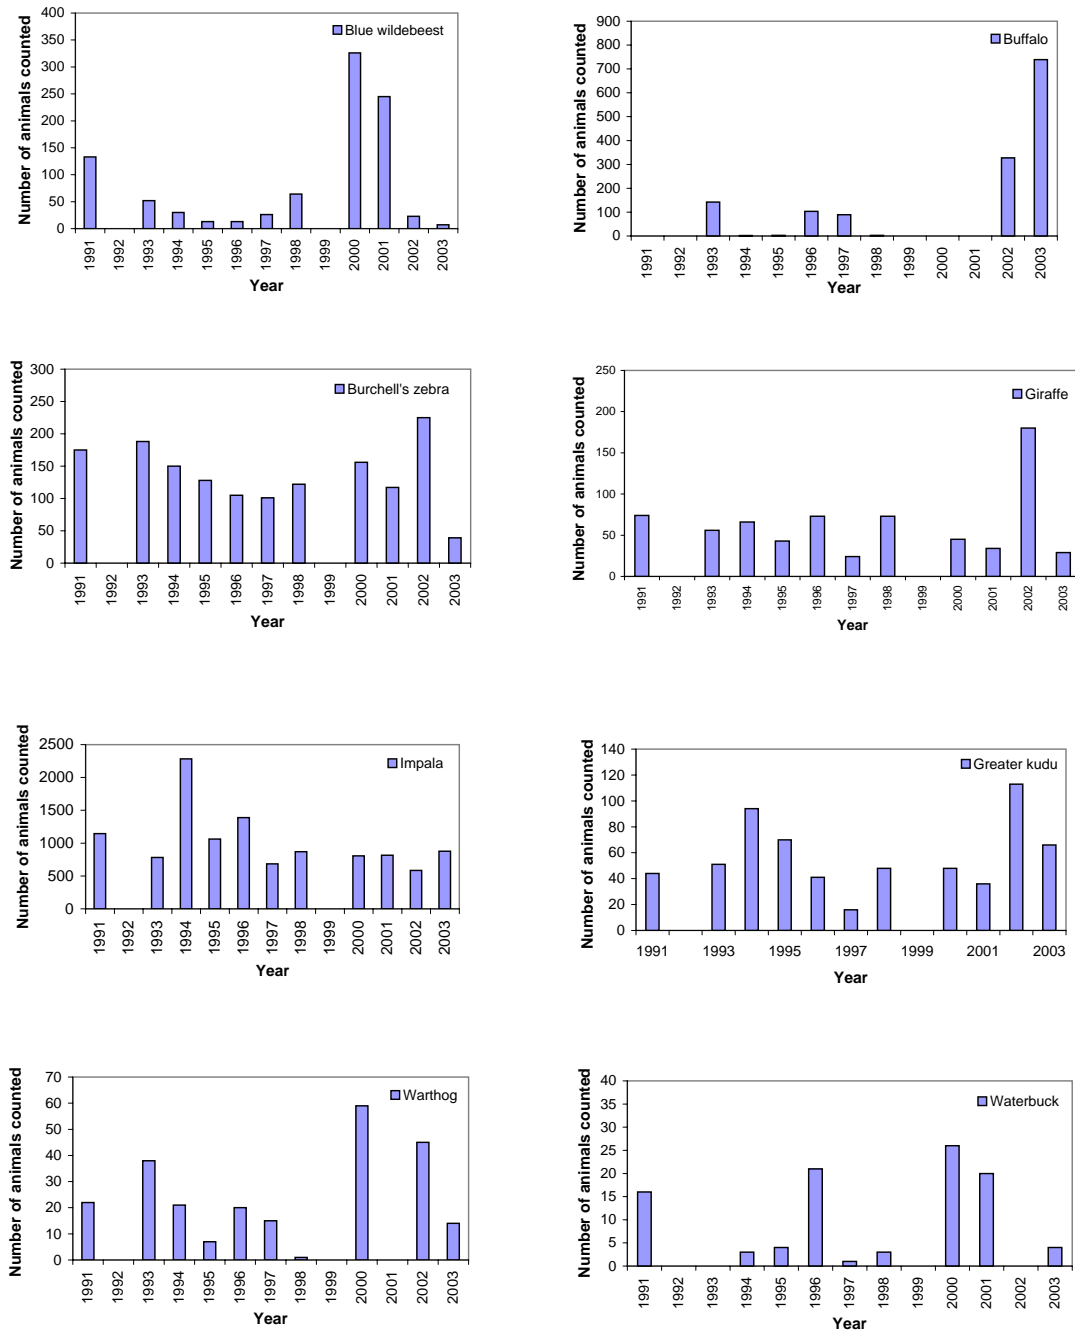 Number of animals counted
400
350
300
250
200
150
100
50
0
Blue wildebeest
1991 1992 1993 1994 1995 1996 1997 1998 1999 2000 2001 2002 2003
Year
Number of animals counted
900
800
700
600
500
400
300
200
100
0
Buffalo
1991 1992 1993 1994 1995 1996 1997 1998 1999 2000 2001 2002 2003
Year
Number of animals counted
300
250
200
150
100
50
0
Burchell's zebra
1991 1992 1993 1994 1995 1996 1997 1998 1999 2000 2001 2002 2003
Year
Number of animals counted
250
200
150
100
50
0
Giraffe
1991 1992 1993 1994 1995 1996 1997 1998 1999 2000 2001 2002 2003
Year
Number of animals counted
2500
2000
1500
1000
500
0
Impala
1991 1992 1993 1994 1995 1996 1997 1998 1999 2000 2001 2002 2003
Year
Number of animals counted
140
120
100
80
60
40
20
0
Greater kudu
1991 1993 1995 1997 1999 2001 2003
Year
Number of animals counted
70
60
50
40
30
20
10
0
Warthog
1991 1992 1993 1994 1995 1996 1997 1998 1999 2000 2001 2002 2003
Year
Number of animals counted
40
35
30
25
20
15
10
5
0
Waterbuck
1991 1992 1993 1994 1995 1996 1997 1998 1999 2000 2001 2002 2003
Year